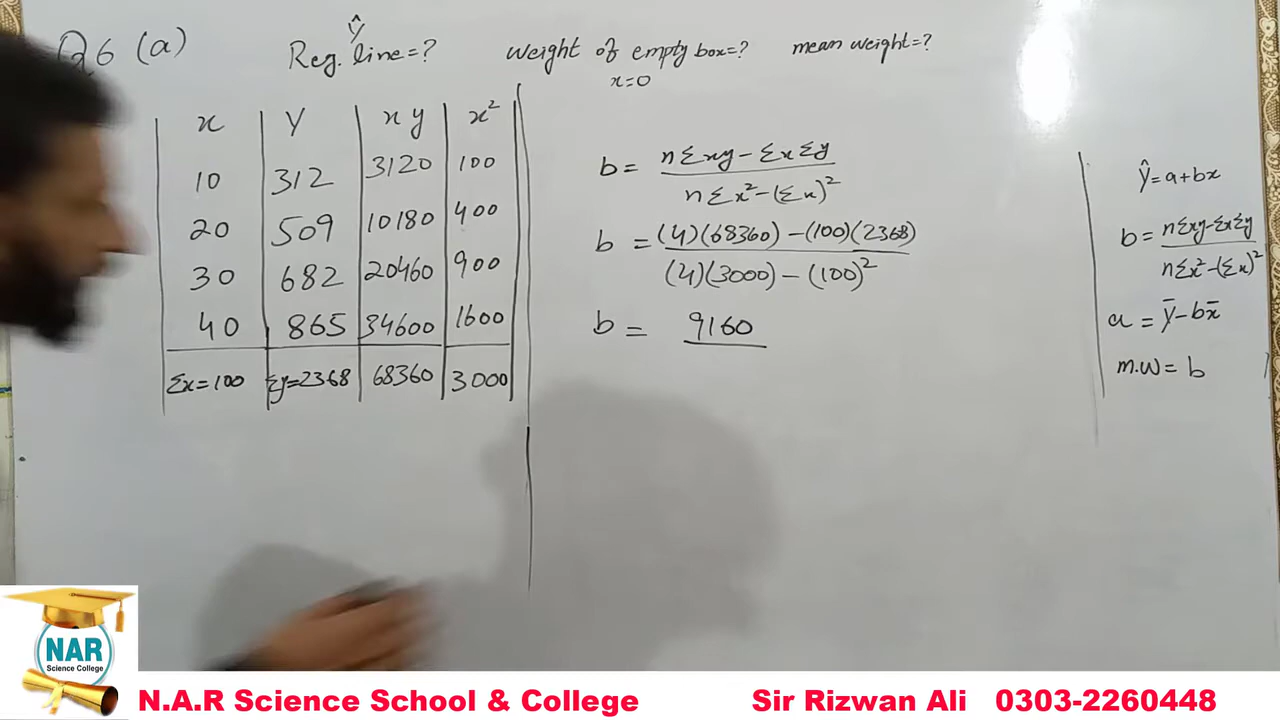 Q6 (a)
Reg. line Ŷ=?
weight of empty box=?
x=0
mean weight=?
x Y xy x²
10 312 3120 100
20 509 10180 400
30 682 20460 900
40 865 34600 1600
Σx=100 Σy=2368 68360 3000
b = nΣxy-ΣxΣy / nΣx²-(Σx)²
b = (4)(68360)-(100)(2368) / (4)(3000)-(100)²
b = 9160
ŷ=a+bx
b = nΣxy-ΣxΣy / nΣx²-(Σx)²
a = ȳ-bx̄
m.w = b
NAR
Science College
N.A.R Science School & College Sir Rizwan Ali 0303-2260448